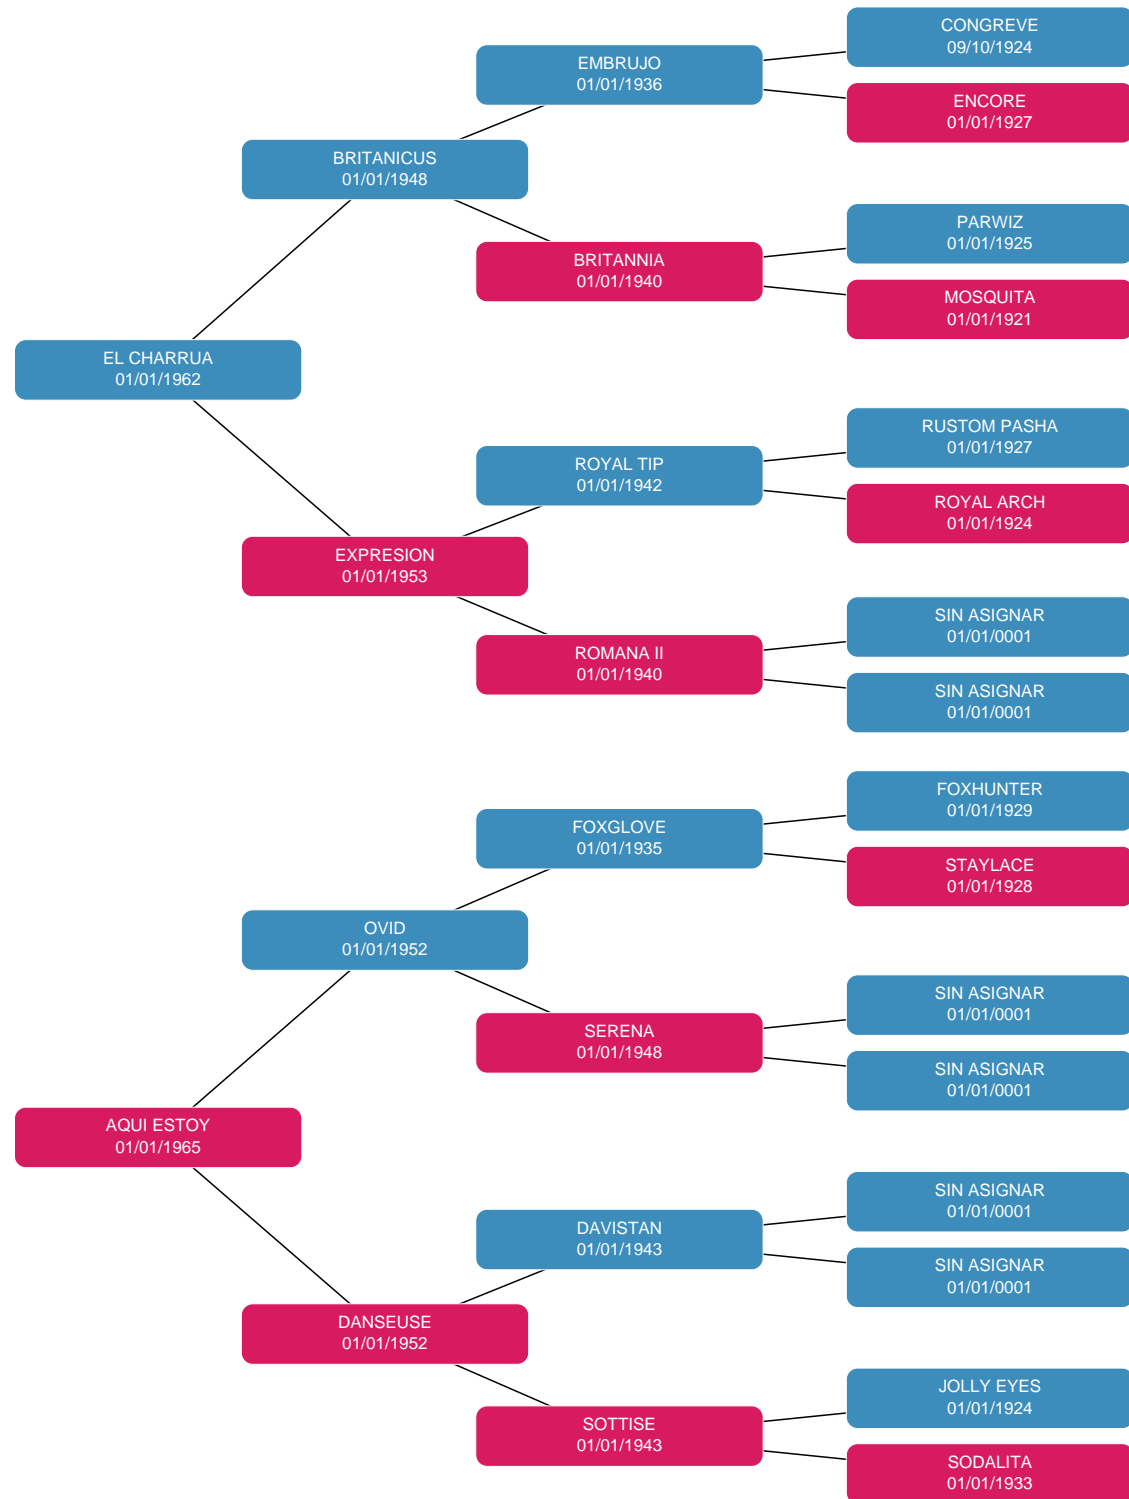 CONGREVE
09/10/1924
EMBRUJO
01/01/1936
ENCORE
01/01/1927
BRITANICUS
01/01/1948
PARWIZ
01/01/1925
BRITANNIA
01/01/1940
MOSQUITA
01/01/1921
EL CHARRUA
01/01/1962
RUSTOM PASHA
01/01/1927
ROYAL TIP
01/01/1942
ROYAL ARCH
01/01/1924
EXPRESION
01/01/1953
SIN ASIGNAR
01/01/0001
ROMANA II
01/01/1940
SIN ASIGNAR
01/01/0001
FOXHUNTER
01/01/1929
FOXGLOVE
01/01/1935
STAYLACE
01/01/1928
OVID
01/01/1952
SIN ASIGNAR
01/01/0001
SERENA
01/01/1948
SIN ASIGNAR
01/01/0001
AQUI ESTOY
01/01/1965
SIN ASIGNAR
01/01/0001
DAVISTAN
01/01/1943
SIN ASIGNAR
01/01/0001
DANSEUSE
01/01/1952
JOLLY EYES
01/01/1924
SOTTISE
01/01/1943
SODALITA
01/01/1933